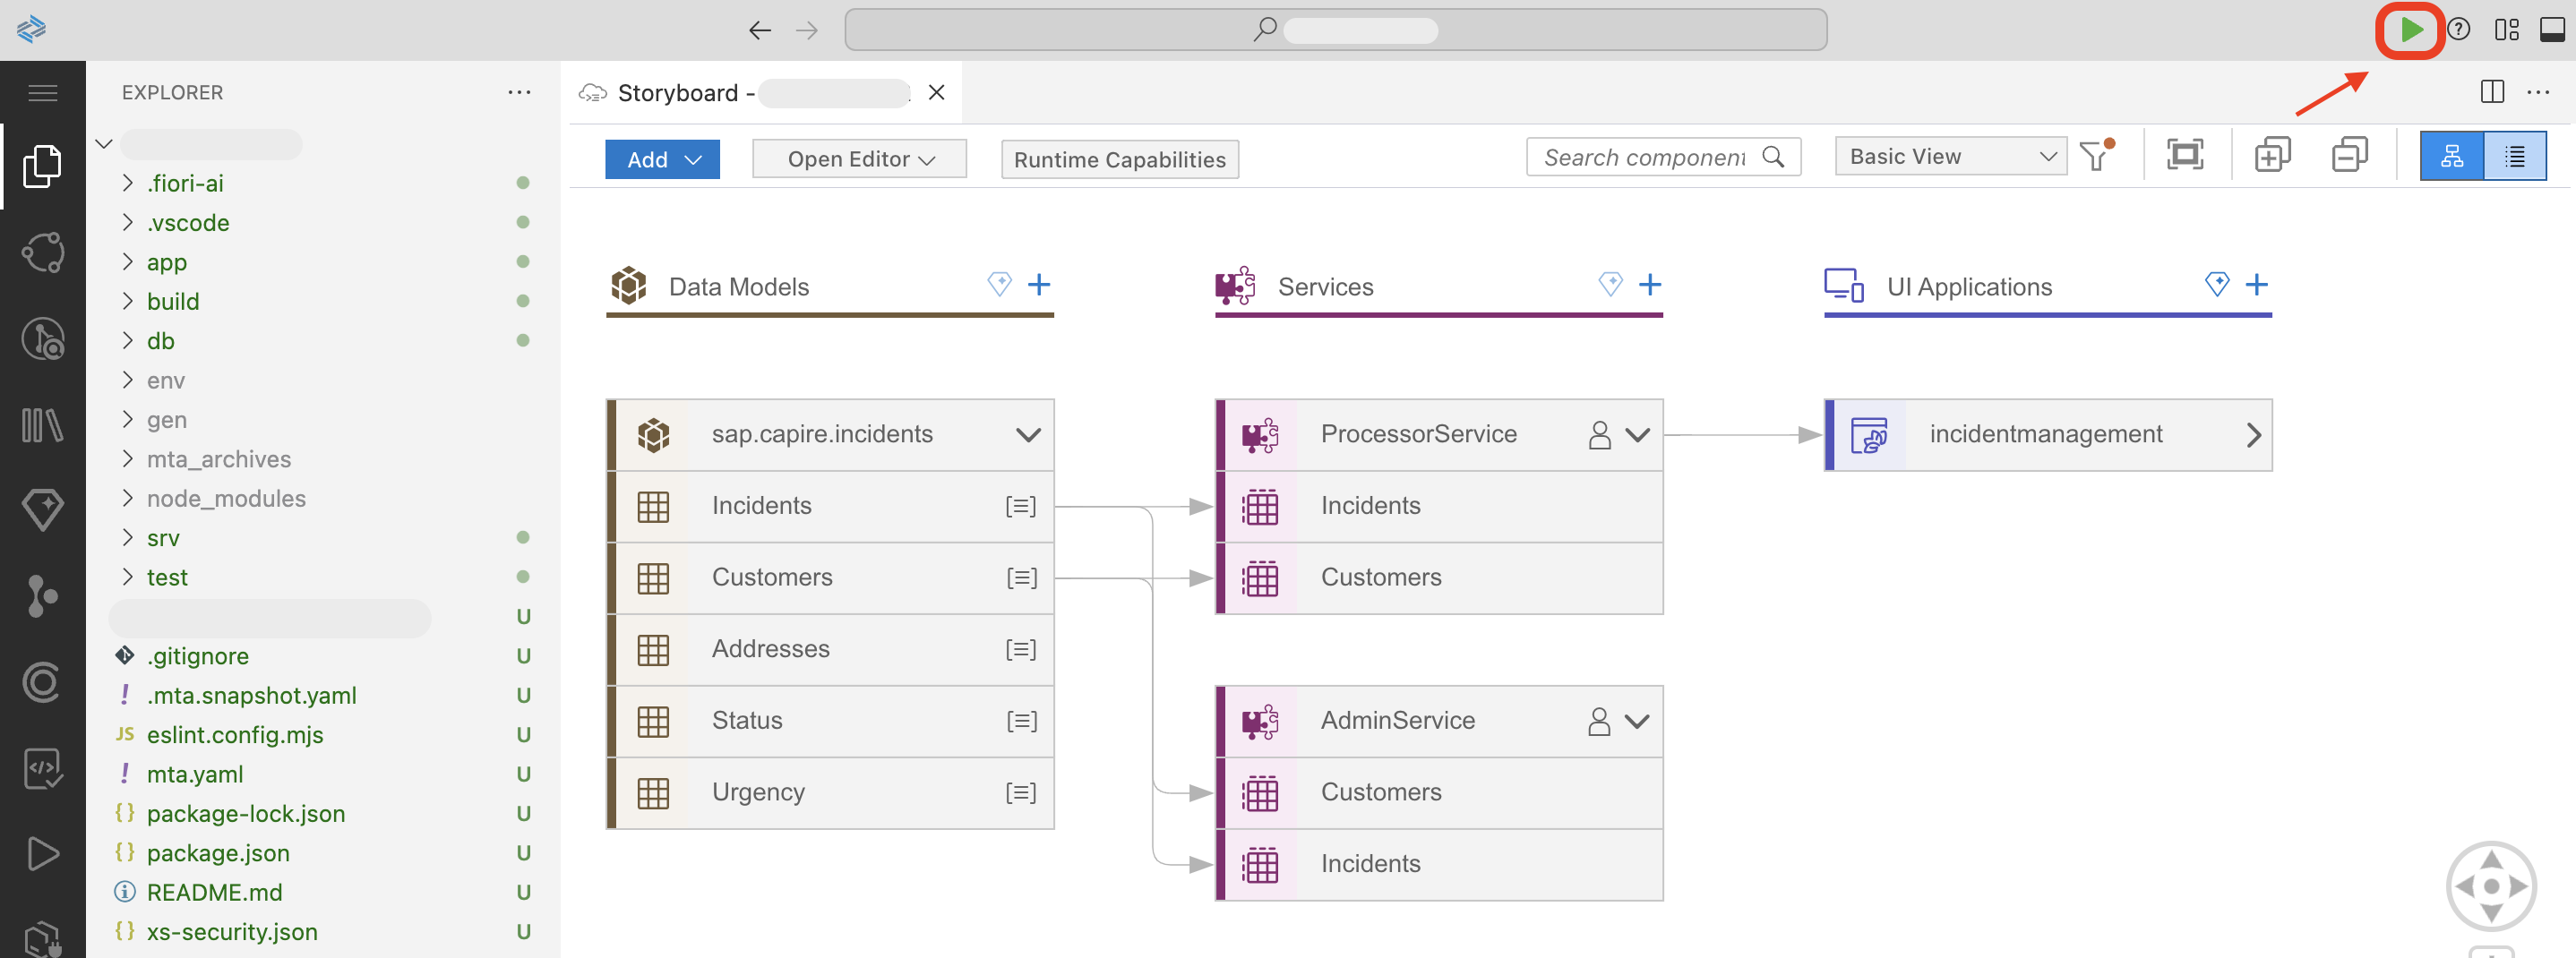 EXPLORER
Storyboard -
Add
Open Editor
Runtime Capabilities
Search component
Basic View
.fiori-ai
.vscode
app
build
db
env
gen
mta_archives
node_modules
srv
test
U
.gitignore U
! .mta.snapshot.yaml U
JS eslint.config.mjs U
! mta.yaml U
{} package-lock.json U
{} package.json U
README.md U
{} xs-security.json U
Data Models
sap.capire.incidents
Incidents
Customers
Addresses
Status
Urgency
Services
ProcessorService
Incidents
Customers
AdminService
Customers
Incidents
UI Applications
incidentmanagement